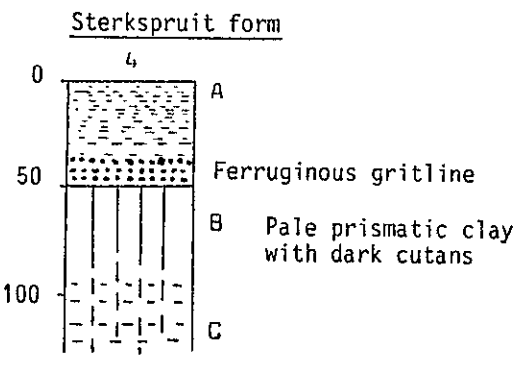 Sterkspruit form
4
0
A
Ferruginous gritline
50
B
Pale prismatic clay
with dark cutans
100
C